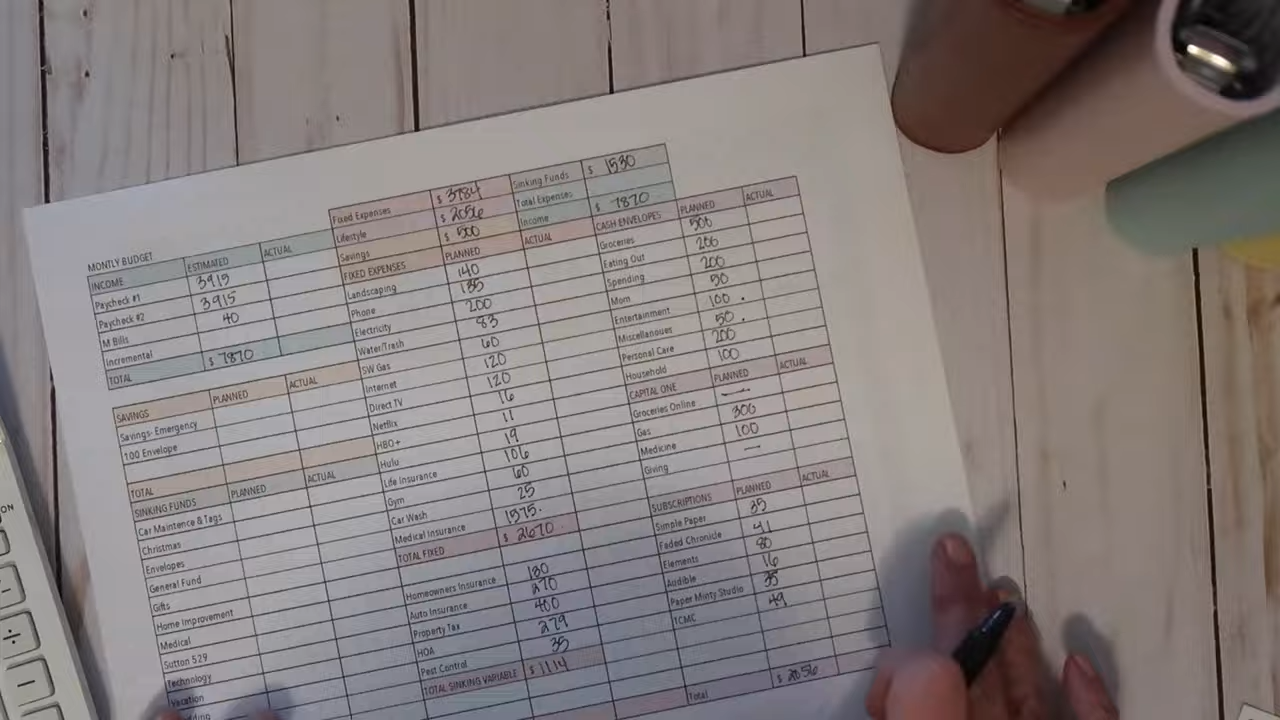 MONTLY BUDGET
INCOME ESTIMATED ACTUAL
Paycheck #1 3915
Paycheck #2 3915
M Bills 40
Incremental
TOTAL $ 7870
SAVINGS PLANNED ACTUAL
Savings- Emergency
100 Envelope
TOTAL
SINKING FUNDS PLANNED ACTUAL
Car Maintence & Tags
Christmas
Envelopes
General Fund
Gifts
Home Improvement
Medical
Sutton 529
Technology
Vacation
Fixed Expenses $ 3784
Lifestyle $ 2056
Savings $ 500
Sinking Funds $ 1530
Total Expenses
Income $ 7870
FIXED EXPENSES PLANNED ACTUAL
Landscaping 140
Phone 135
Electricity 200
Water/Trash 83
SW Gas 60
Internet 120
Direct TV 120
Netflix 16
HBO+ 11
Hulu 19
Life Insurance 106
Gym 60
Car Wash 25
Medical Insurance 1575.
TOTAL FIXED $ 2670
Homeowners Insurance 130
Auto Insurance 270
Property Tax 400
HOA 279
Pest Control 35
TOTAL SINKING VARIABLE $ 1114
CASH ENVELOPES PLANNED ACTUAL
Groceries 500
Eating Out 200
Spending 200
Mom 50
Entertainment 100 .
Miscellanoues 50 .
Personal Care 200
Household 100
CAPITAL ONE PLANNED ACTUAL
Groceries Online —
Gas 300
Medicine 100
Giving —
SUBSCRIPTIONS PLANNED ACTUAL
Simple Paper 35
Faded Chronicle 41
Elements 80
Audible 16
Paper Minty Studio 35
TCMC 49
Total $ 2056
ON
÷